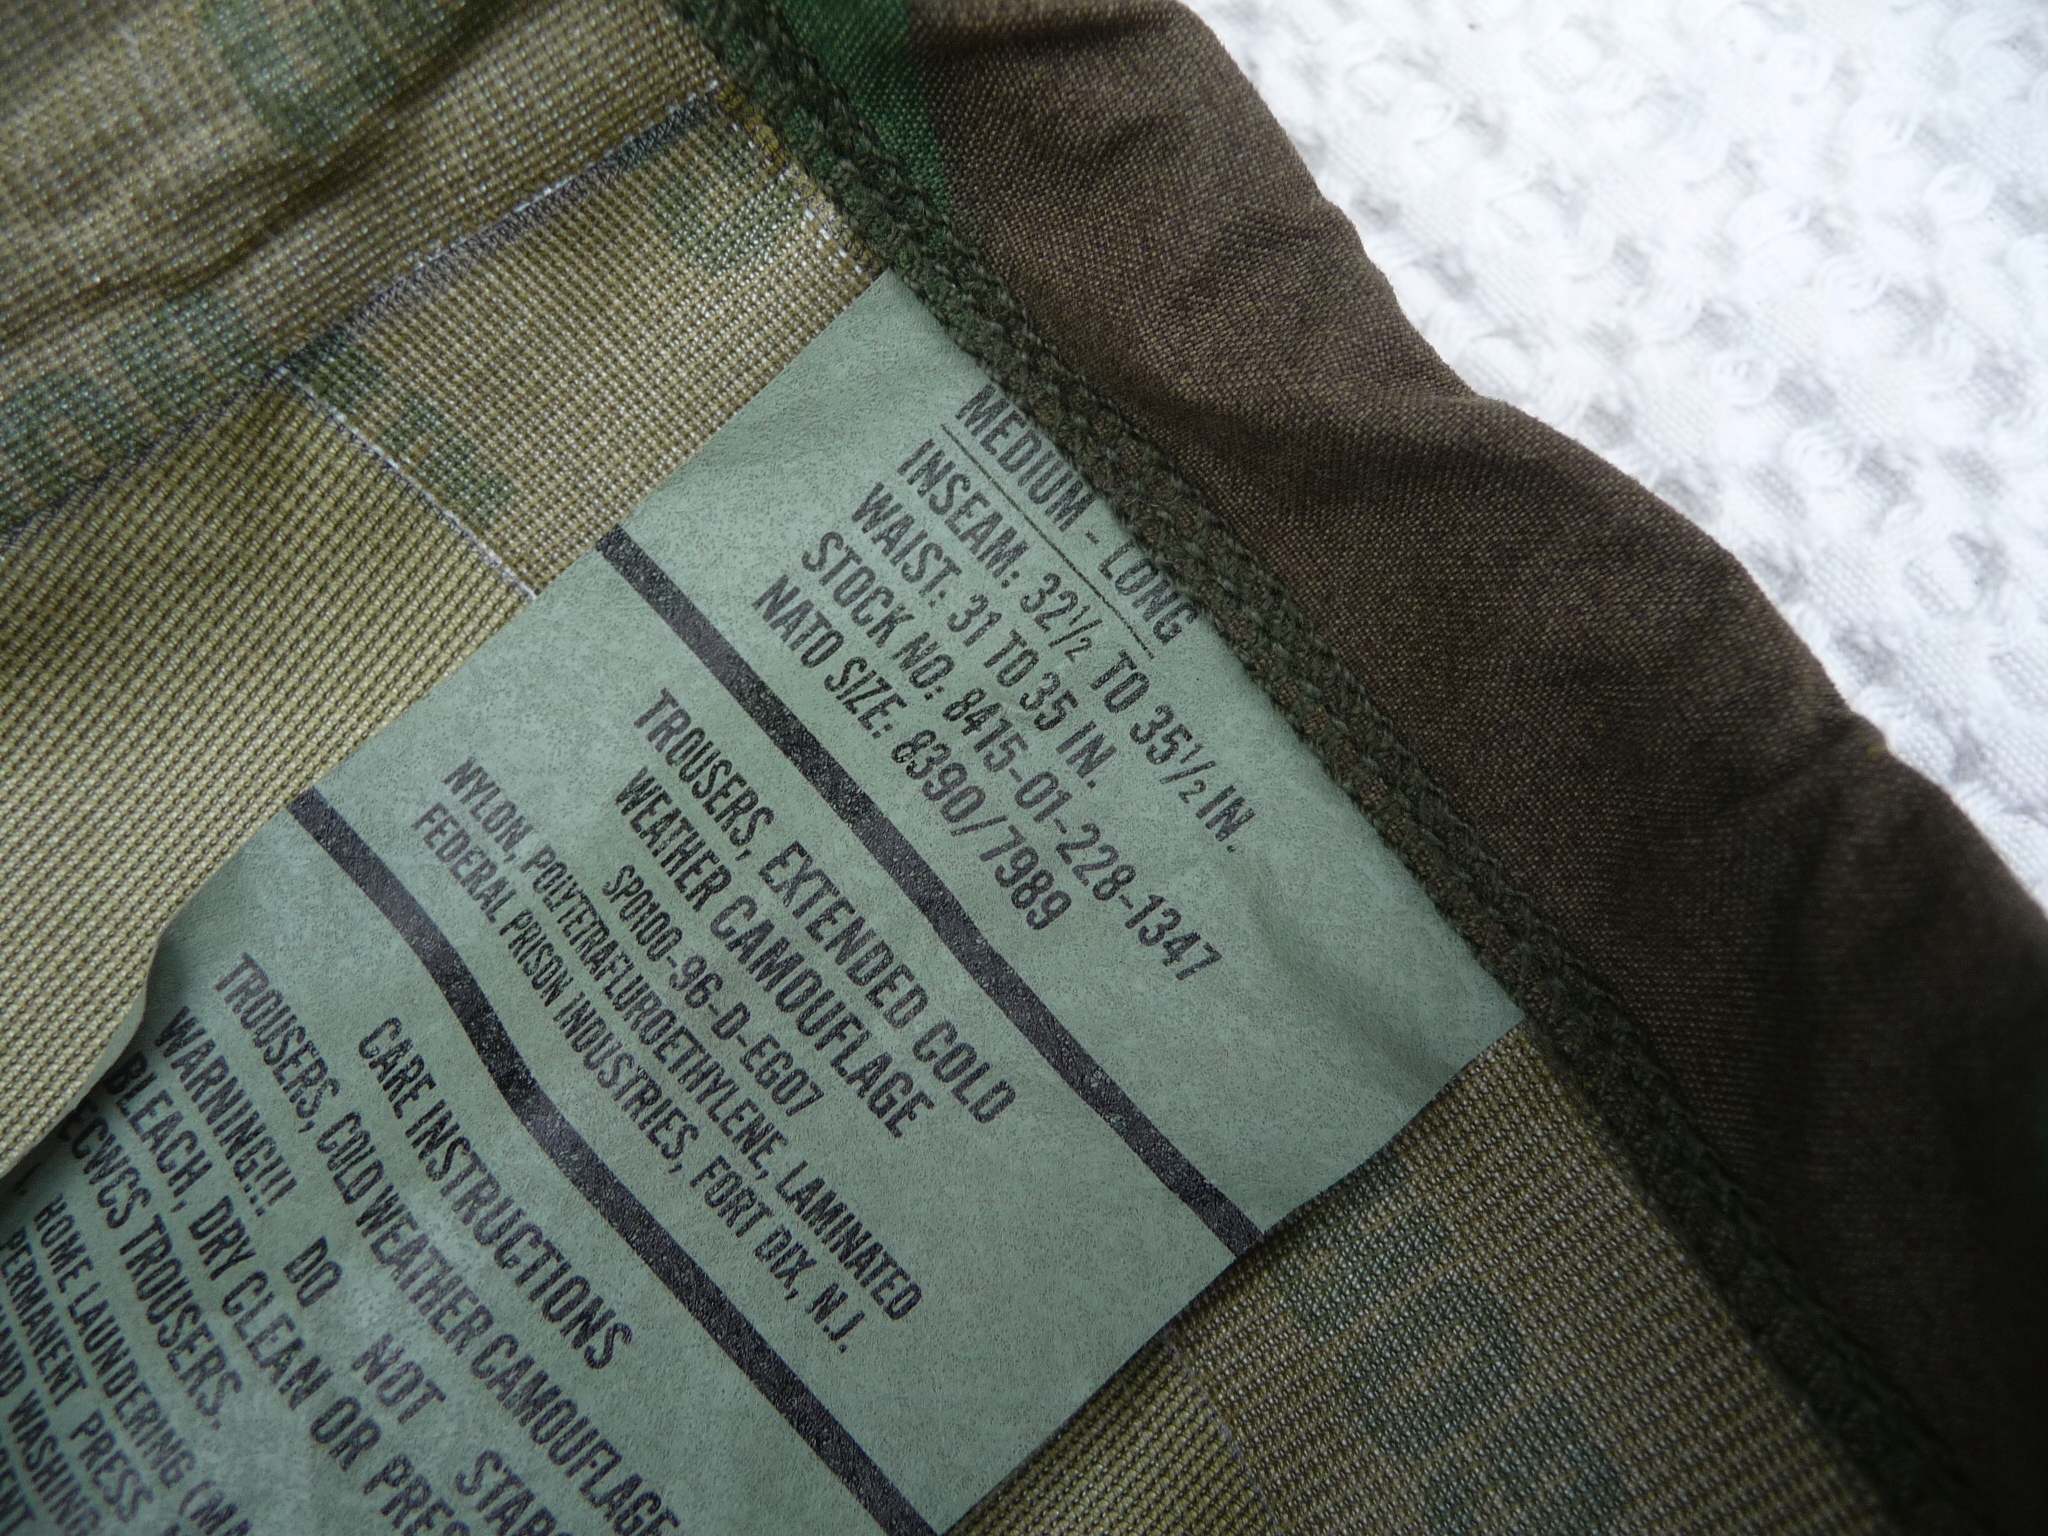 MEDIUM - LONG
INSEAM: 32½ TO 35½ IN.
WAIST: 31 TO 35 IN.
STOCK NO: 8415-01-228-1347
NATO SIZE: 8390/7989
TROUSERS, EXTENDED COLD
WEATHER CAMOUFLAGE
SPO100-96-D-EG07
NYLON, POLYTETRAFLUROETHYLENE, LAMINATED
FEDERAL PRISON INDUSTRIES, FORT DIX, N.J.
CARE INSTRUCTIONS
TROUSERS, COLD WEATHER CAMOUFLAGE
WARNING!!! DO NOT
BLEACH, DRY CLEAN OR
ECWCS TROUSERS.
HOME LAUNDERING
PERMANENT PRESS
WASHING